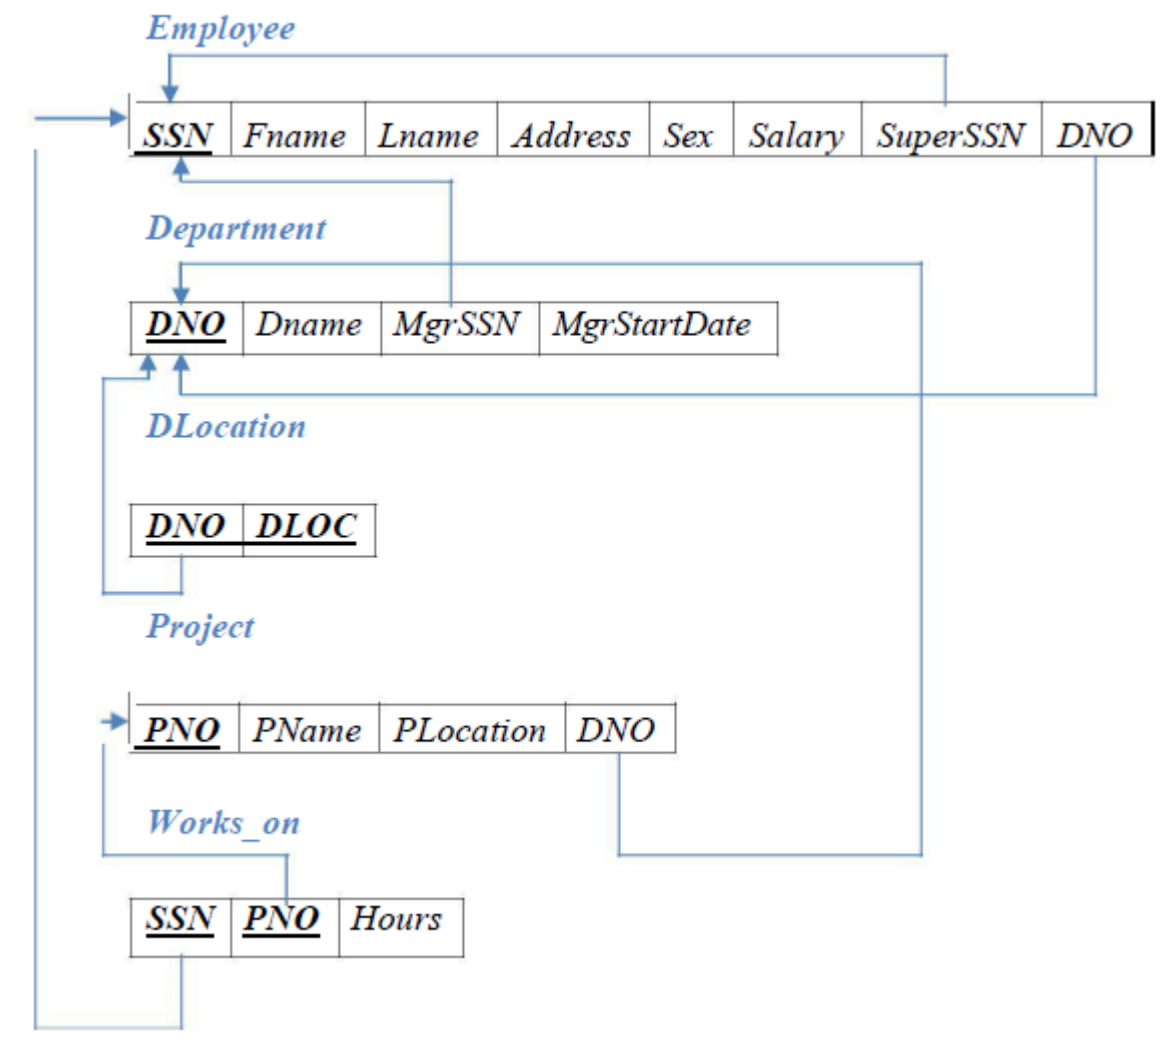 Employee
SSN Fname Lname Address Sex Salary SuperSSN DNO
Department
DNO Dname MgrSSN MgrStartDate
DLocation
DNO DLOC
Project
PNO PName PLocation DNO
Works_on
SSN PNO Hours